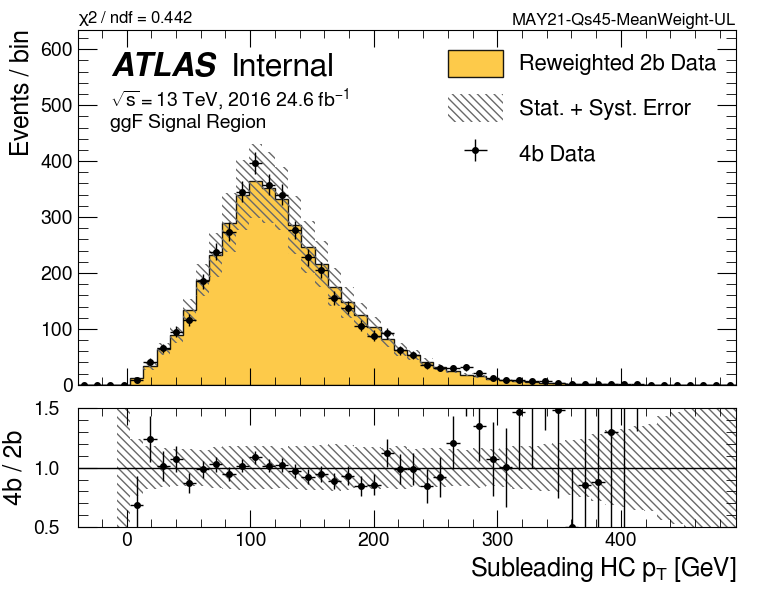 χ2 / ndf = 0.442
MAY21-Qs45-MeanWeight-UL
Events / bin
600
500
400
300
200
100
0
ATLAS Internal
√s = 13 TeV, 2016 24.6 fb⁻¹
ggF Signal Region
Reweighted 2b Data
Stat. + Syst. Error
4b Data
4b / 2b
1.5
1.0
0.5
0 100 200 300 400
Subleading HC pT [GeV]